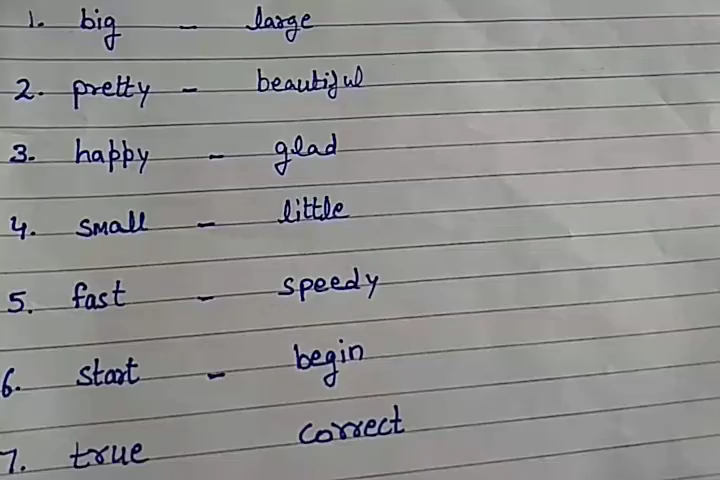 1. big - large
2. pretty - beautiful
3. happy - glad
4. small - little
5. fast - speedy
6. start - begin
7. true correct